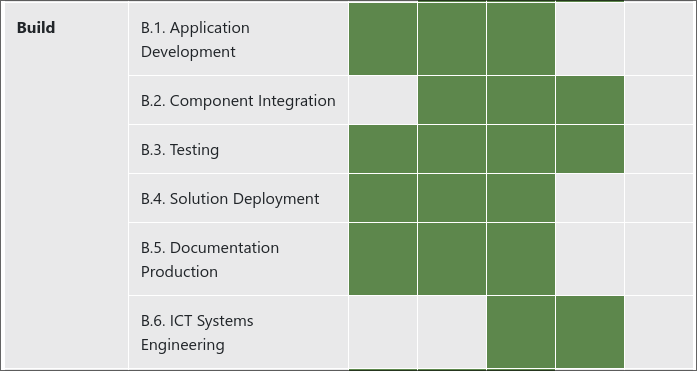 Build
B.1. Application
Development
B.2. Component Integration
B.3. Testing
B.4. Solution Deployment
B.5. Documentation
Production
B.6. ICT Systems
Engineering